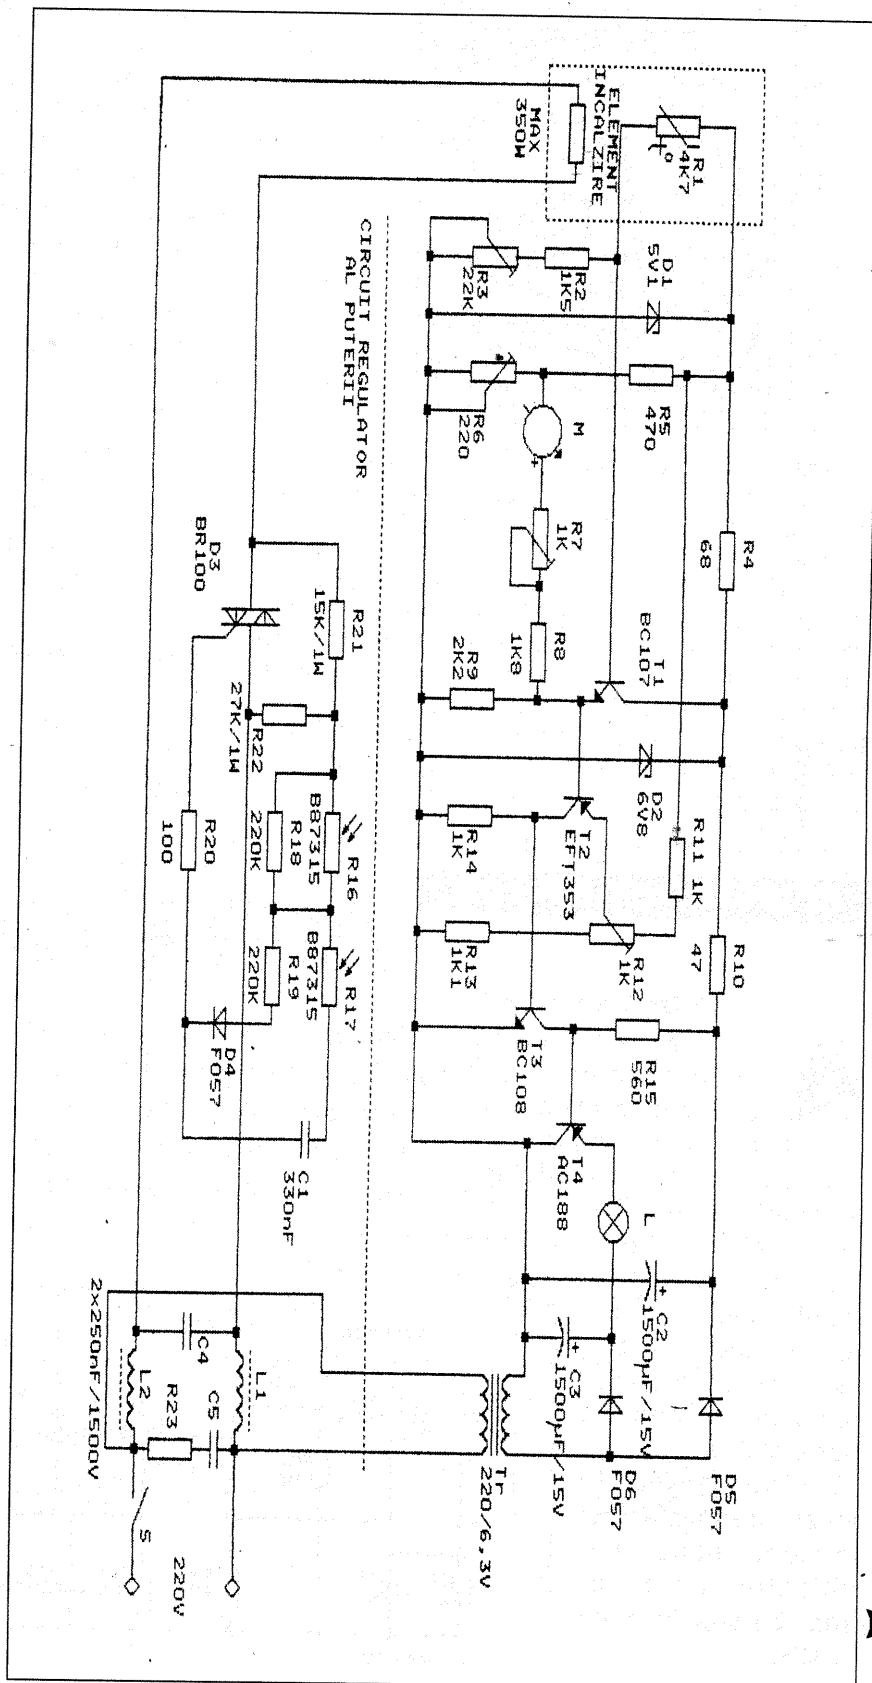 ELEMENT
INCALZIRE
MAX
350W
R1
4K7
+
o
D1
5V1
R2
1K5
R3
22K
R5
470
R6
220
M
+
R7
1K
R8
1K8
R9
2K2
R4
68
T1
BC107
D2
6V8
T2
EFT353
R14
1K
R11 1K
R12
1K
R13
1K1
R10
47
T3
BC108
R15
560
T4
AC188
L
C2
1500µF/15V
+
C3
1500µF/15V
+
D5
F057
D6
F057
Tr
220/6,3V
CIRCUIT REGULATOR
AL PUTERII
D3
BR100
R21
15K/1W
R22
27K/1W
R16
B87315
R18
220K
R17
B87315
R19
220K
R20
100
D4
F057
C1
330nF
C4
L1
L2
C5
R23
2x250nF/1500V
S
220V